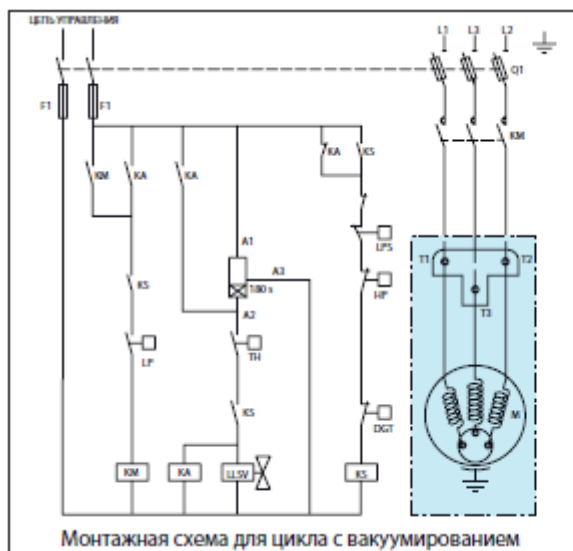 ЦЕПЬ УПРАВЛЕНИЯ
L1 L3 L2
Q1
F1 F1
KA KS
KM
KM KA KA
A1
LPS
A3
180 s
HP
KS
A2
T1 T2
T3
LP TH
KS
DGT
M
KM KA LLSV KS
Монтажная схема для цикла с вакуумированием